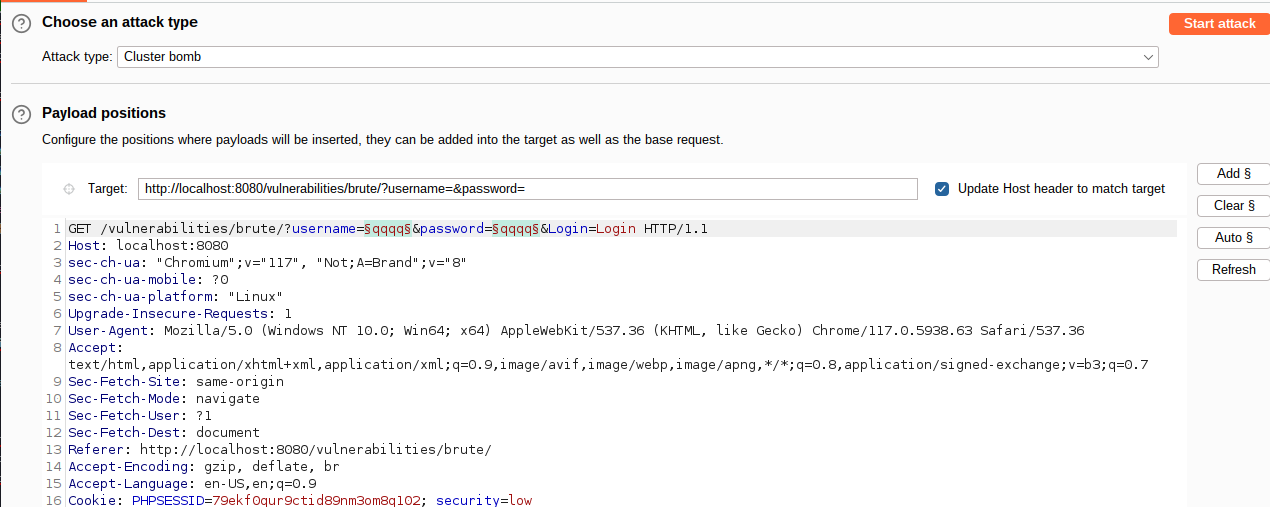 Choose an attack type
Start attack
Attack type: Cluster bomb
Payload positions
Configure the positions where payloads will be inserted, they can be added into the target as well as the base request.
Add §
Target: http://localhost:8080/vulnerabilities/brute/?username=&password= Update Host header to match target
Clear §
1 GET /vulnerabilities/brute/?username=§qqqq§&password=§qqqq§&Login=Login HTTP/1.1
Auto §
2 Host: localhost:8080
3 sec-ch-ua: "Chromium";v="117", "Not;A=Brand";v="8"
Refresh
4 sec-ch-ua-mobile: ?0
5 sec-ch-ua-platform: "Linux"
6 Upgrade-Insecure-Requests: 1
7 User-Agent: Mozilla/5.0 (Windows NT 10.0; Win64; x64) AppleWebKit/537.36 (KHTML, like Gecko) Chrome/117.0.5938.63 Safari/537.36
8 Accept:
text/html,application/xhtml+xml,application/xml;q=0.9,image/avif,image/webp,image/apng,*/*;q=0.8,application/signed-exchange;v=b3;q=0.7
9 Sec-Fetch-Site: same-origin
10 Sec-Fetch-Mode: navigate
11 Sec-Fetch-User: ?1
12 Sec-Fetch-Dest: document
13 Referer: http://localhost:8080/vulnerabilities/brute/
14 Accept-Encoding: gzip, deflate, br
15 Accept-Language: en-US,en;q=0.9
16 Cookie: PHPSESSID=79ekf0qur9ctid89nm3om8q102; security=low